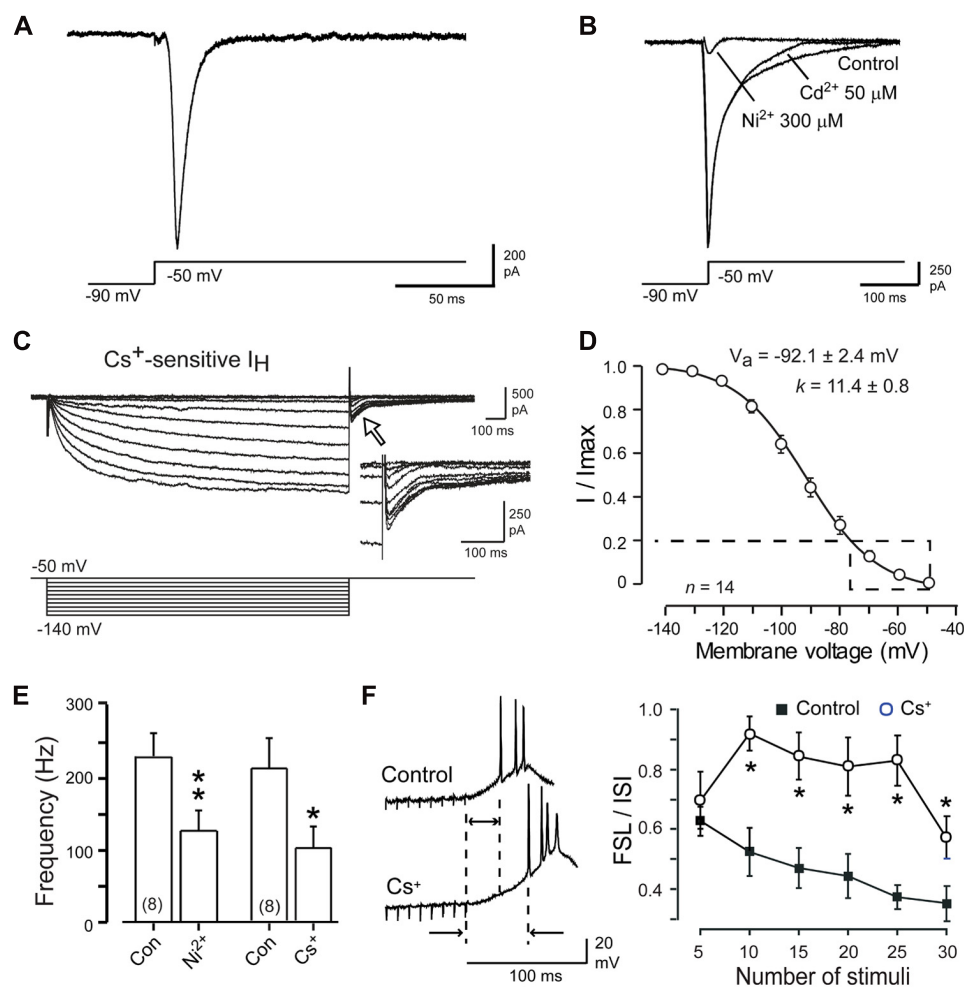 A
-90 mV
-50 mV
200
pA
50 ms
B
Control
Cd2+ 50 µM
Ni2+ 300 µM
-90 mV
-50 mV
250
pA
100 ms
C
Cs+-sensitive IH
500
pA
100 ms
250
pA
100 ms
-50 mV
-140 mV
D
Va = -92.1 ± 2.4 mV
k = 11.4 ± 0.8
I / Imax
1.0
0.8
0.6
0.4
0.2
0
n = 14
-140 -120 -100 -80 -60 -40
Membrane voltage (mV)
E
Frequency (Hz)
300
200
100
0
**
*
(8)
(8)
Con
Ni2+
Con
Cs+
F
Control
Cs+
20
mV
100 ms
Control Cs+
FSL / ISI
1.0
0.8
0.6
0.4
* * * * *
5 10 15 20 25 30
Number of stimuli